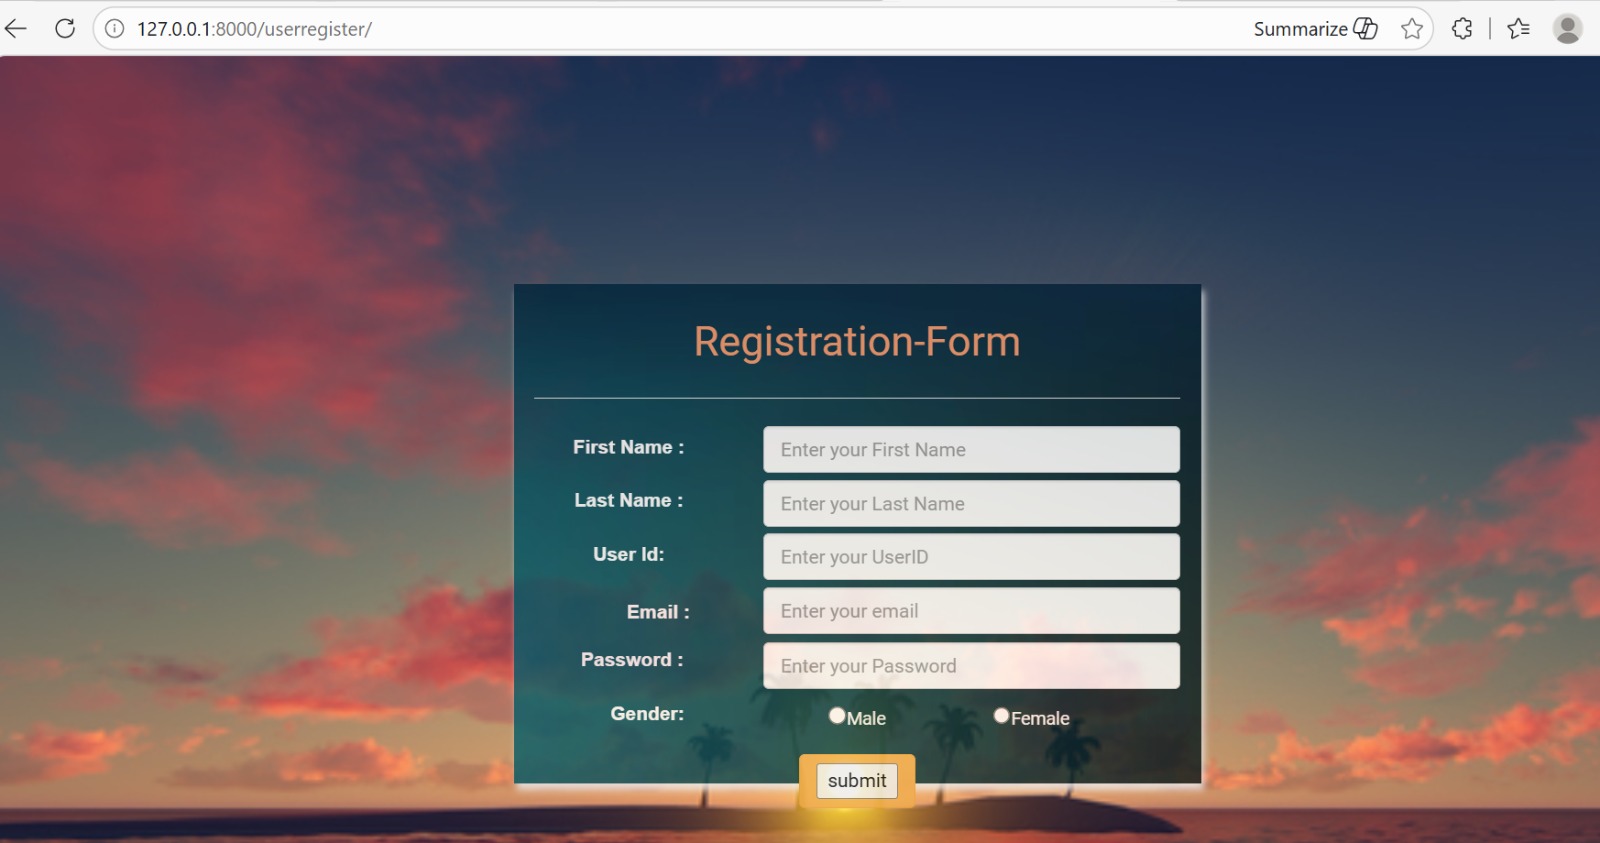 127.0.0.1:8000/userregister/ Summarize
Registration-Form
First Name : Enter your First Name
Last Name : Enter your Last Name
User Id: Enter your UserID
Email : Enter your email
Password : Enter your Password
Gender: Male Female
submit